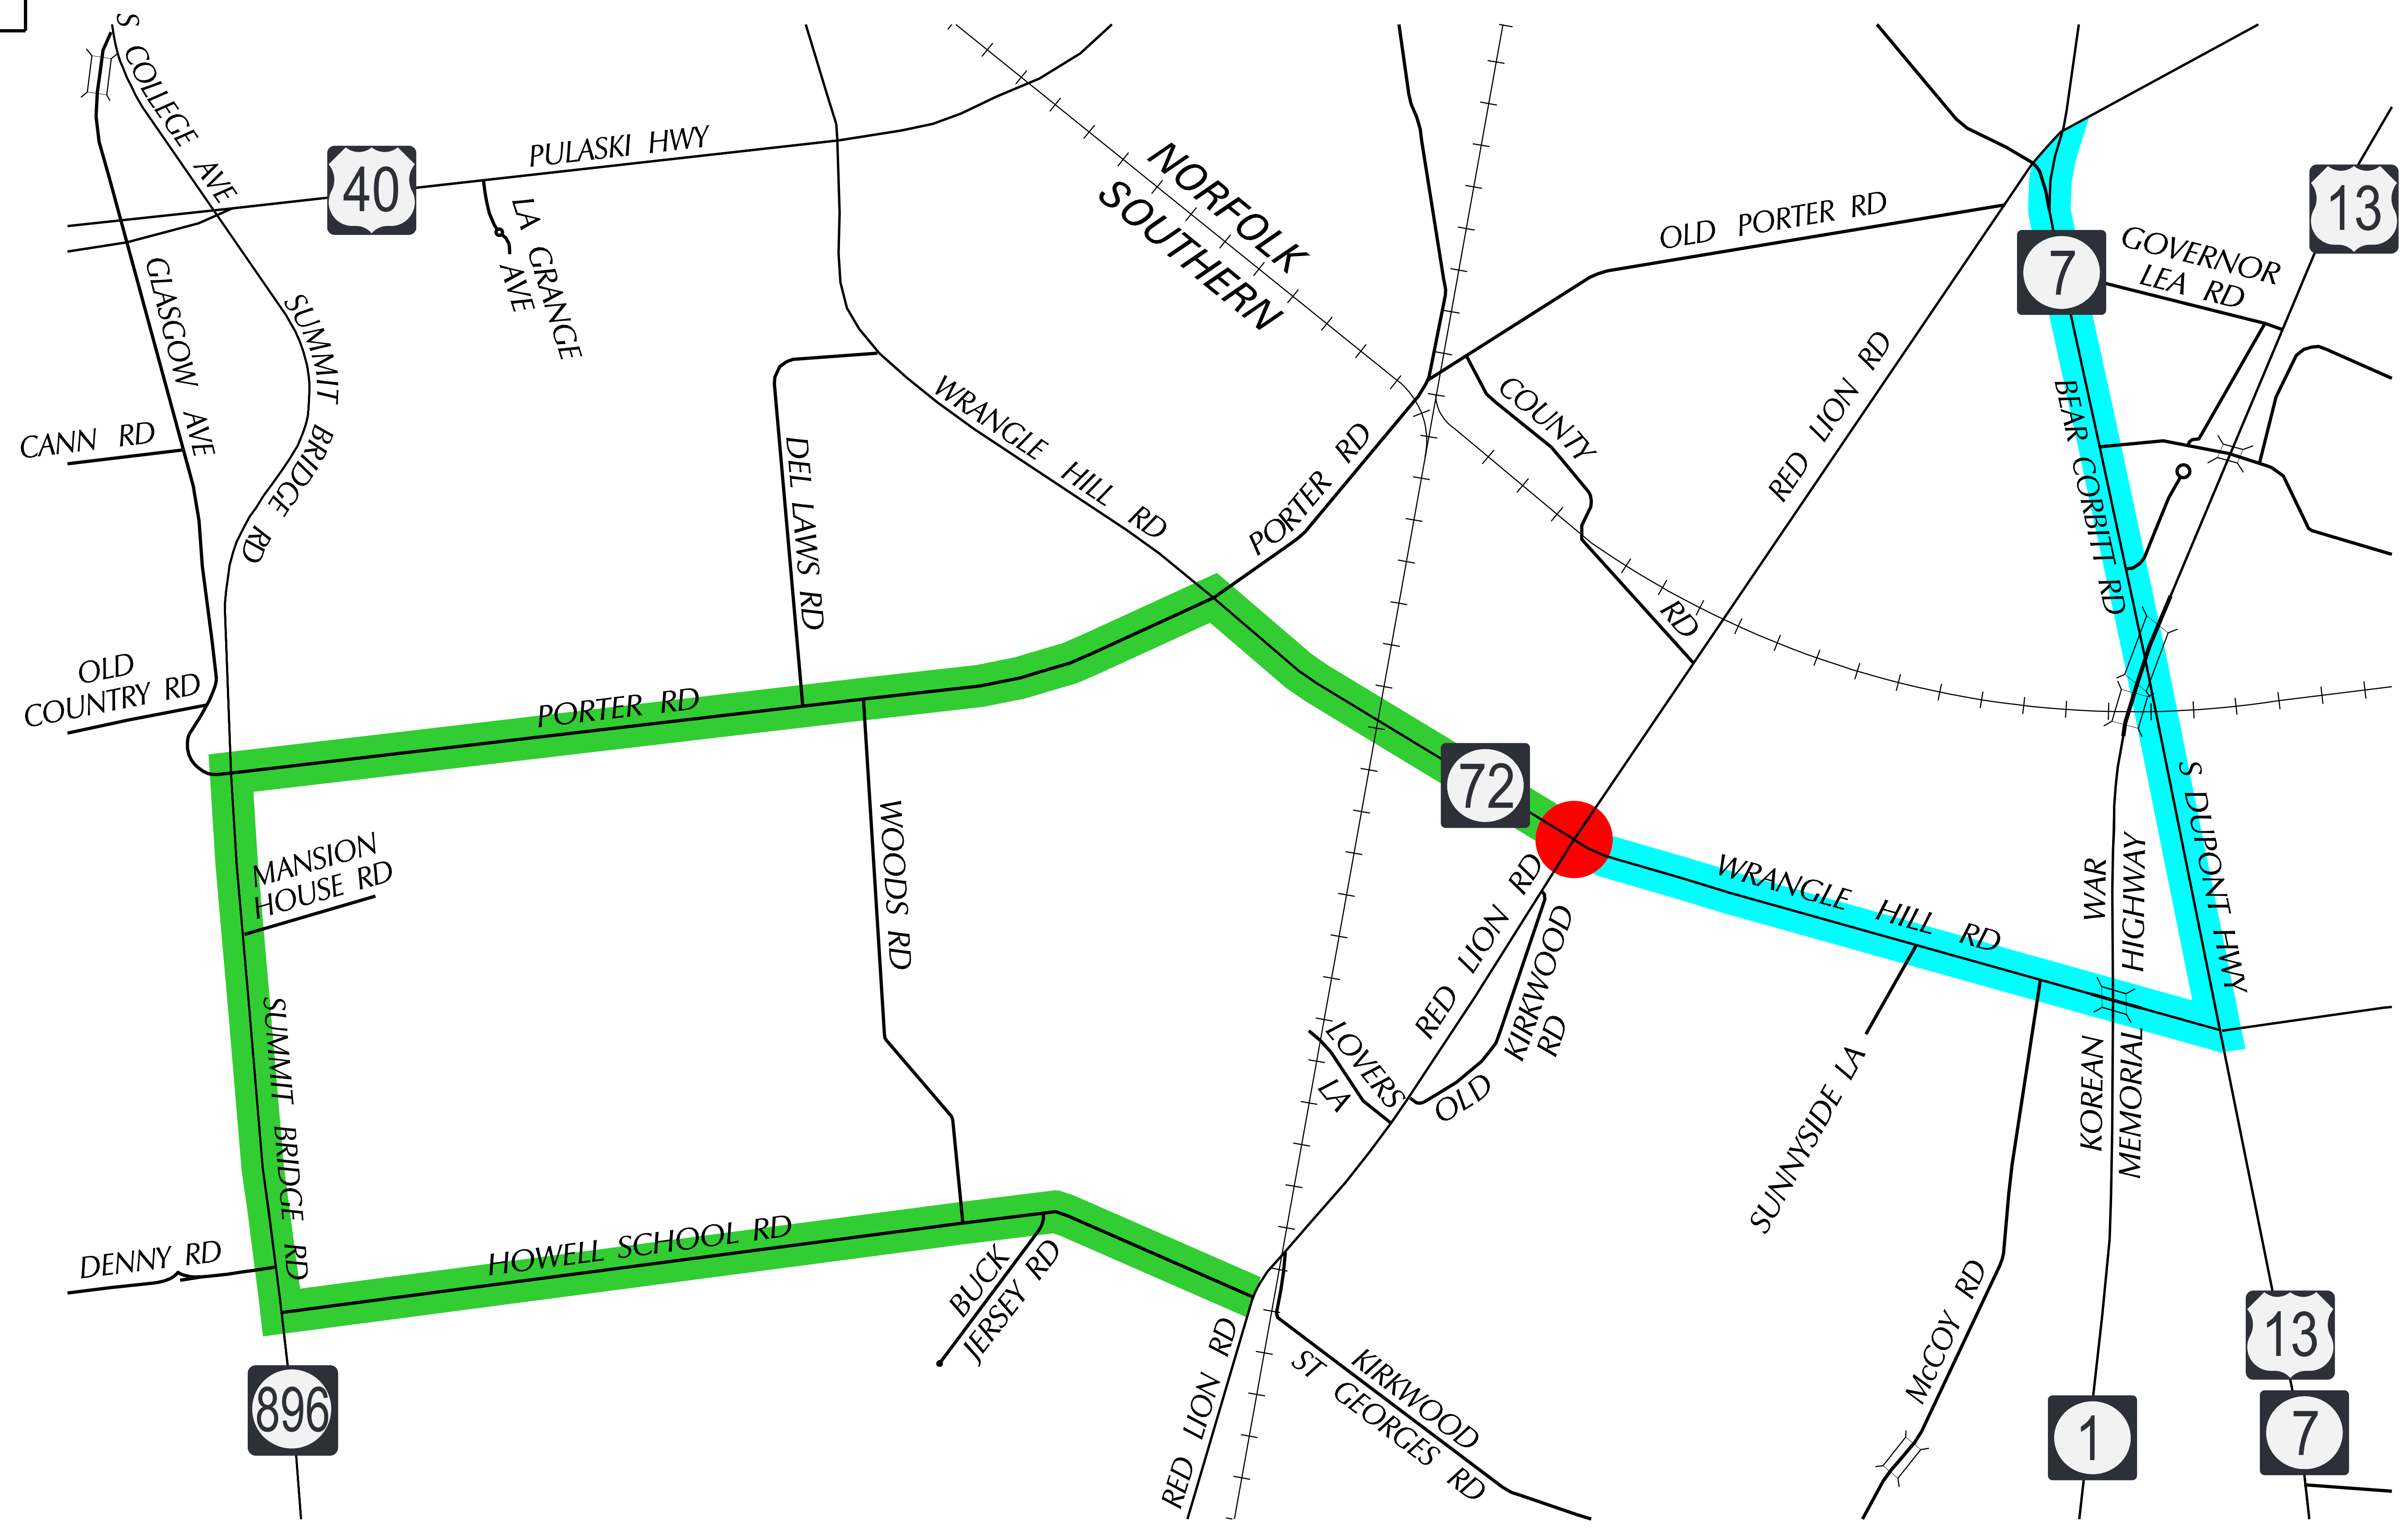 S COLLEGE AVE
40
PULASKI HWY
LA GRANGE
AVE
NORFOLK
SOUTHERN
OLD PORTER RD
13
7
GOVERNOR
LEA RD
GLASGOW AVE
SUMMIT BRIDGE RD
CANN RD
DEL LAWS RD
WRANGLE HILL RD
PORTER RD
COUNTY RD
RED LION RD
BEAR CORBITT RD
OLD
COUNTRY RD
PORTER RD
72
S DUPONT HWY
MANSION
HOUSE RD
WOODS RD
WRANGLE HILL RD
WAR
HIGHWAY
RED LION RD
KIRKWOOD
RD
OLD
LOVERS
LA
SUMMIT BRIDGE RD
KOREAN
MEMORIAL
SUNNYSIDE LA
DENNY RD
HOWELL SCHOOL RD
BUCK
JERSEY RD
McCOY RD
13
RED LION RD
KIRKWOOD
ST GEORGES RD
896
1
7